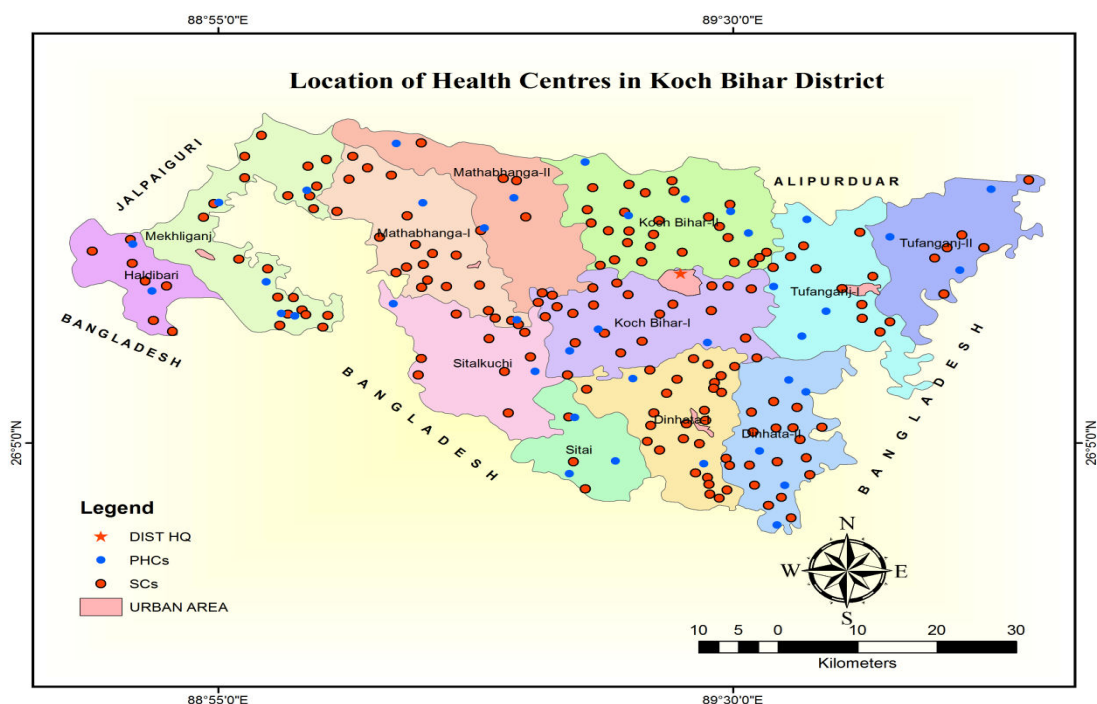 88°55'0"E
89°30'0"E
Location of Health Centres in Koch Bihar District
JALPAIGURI
Mathabhanga-II
ALIPURDUAR
Koch Bihar-II
Mekhliganj
Mathabhanga-I
Tufanganj-II
Haldibari
Tufanganj-I
BANGLADESH
Koch Bihar-I
Sitalkuchi
BANGLADESH
BANGLADESH
Dinhata-I
Dinhata-II
Sitai
26°5'0"N
26°5'0"N
Legend
DIST HQ
PHCs
SCs
URBAN AREA
N
W
E
S
10 5 0 10 20 30
Kilometers
88°55'0"E
89°30'0"E